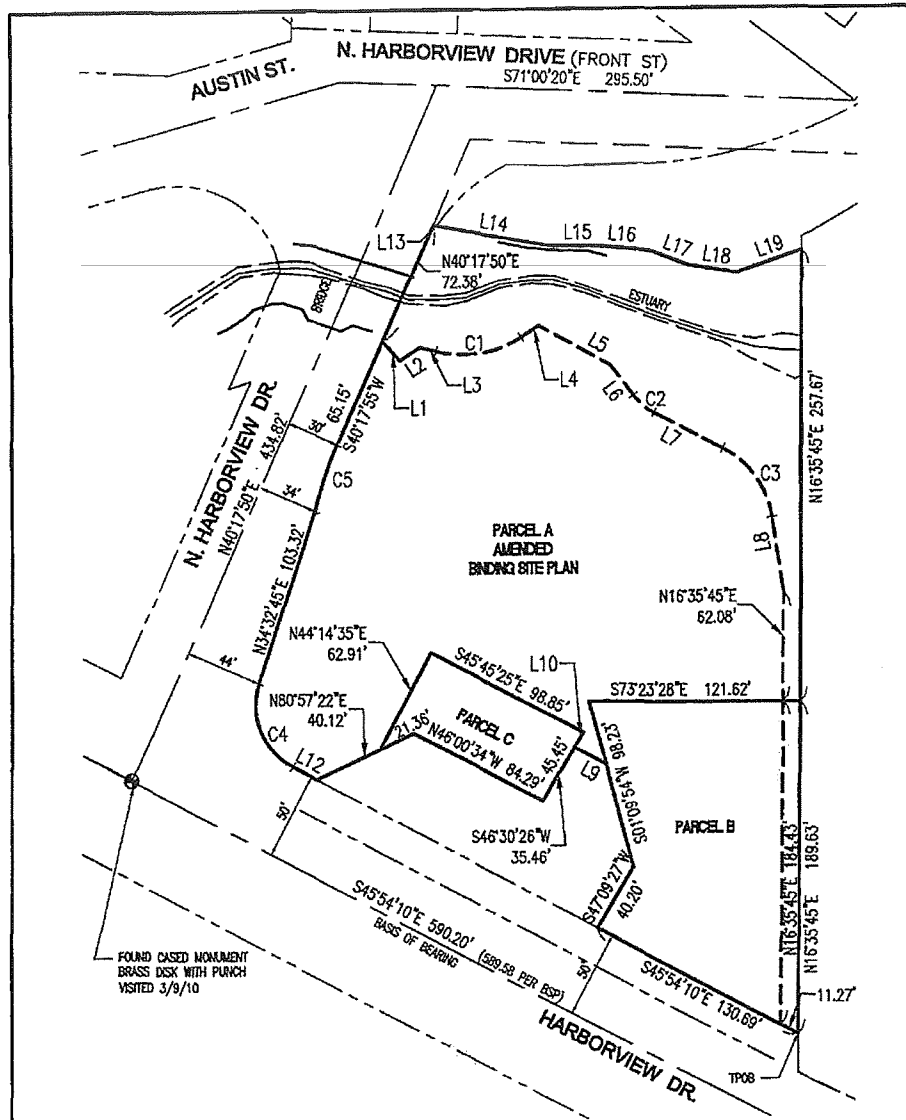 N. HARBORVIEW DRIVE (FRONT ST)
S71°00'20"E 295.50'
AUSTIN ST.
L13
L14
L15
L16
L17
L18
L19
N40°17'50"E
72.38'
BRIDGE
ESTUARY
L1
L2
L3
C1
L4
L5
L6
C2
L7
C3
L8
N16°35'45"E 257.67'
S40°17'55"W 65.15'
30'
C5
34'
N. HARBORVIEW DR.
N40°17'50"E 434.82'
N34°32'45"E 103.32'
44'
PARCEL A
AMENDED
BINDING SITE PLAN
N16°35'45"E
62.08'
N44°14'35"E
62.91'
S45°45'25"E 98.85'
L10
S73°23'28"E 121.62'
N80°57'22"E
40.12'
21.36'
PARCEL C
N46°00'34"W 84.29'
45.45'
L9
S01°09'54"W 98.23'
C4
L12
PARCEL B
S46°30'26"W
35.46'
50'
S47°09'27"W
40.20'
N16°35'45"E 184.43'
N16°35'45"E 189.63'
S45°54'10"E 590.20'
(589.58 PER BSP)
BASIS OF BEARING
50'
S45°54'10"E 130.69'
11.27'
FOUND CASED MONUMENT
BRASS DISK WITH PUNCH
VISITED 3/9/10
HARBORVIEW DR.
TP08